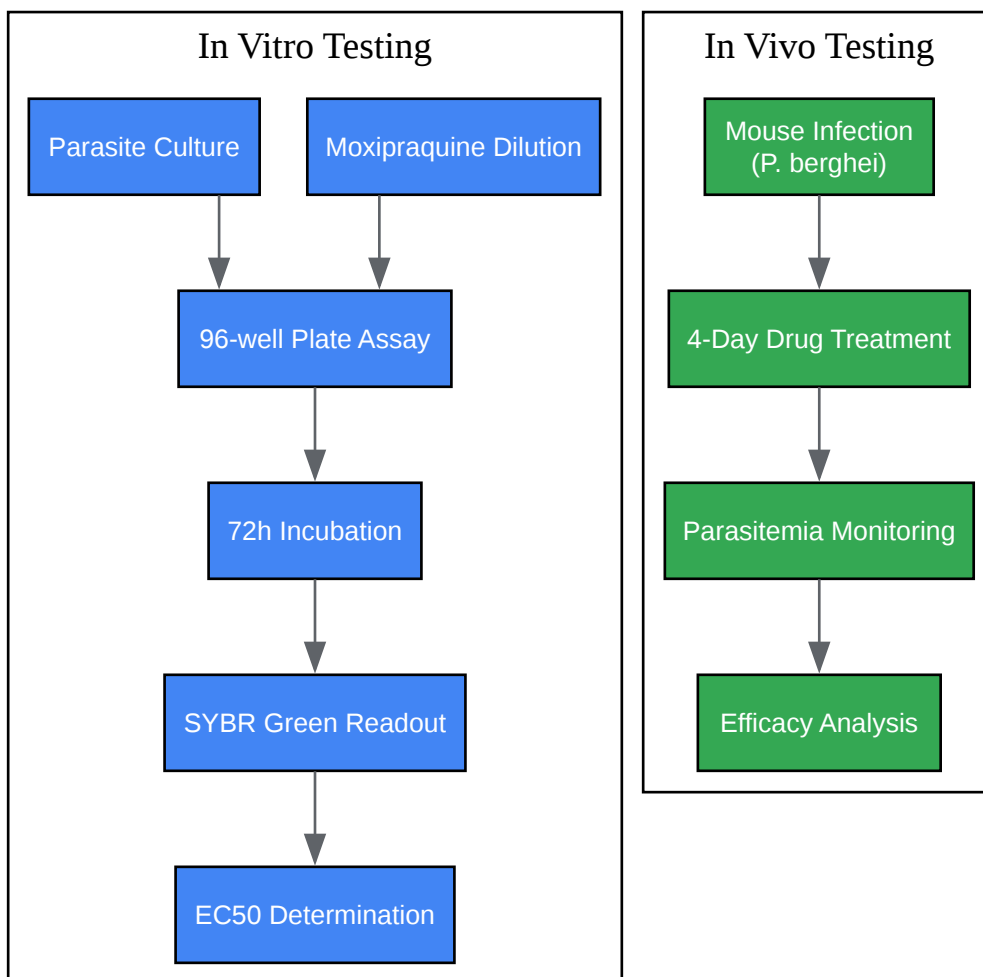 In Vitro Testing
Parasite Culture
Moxipraquine Dilution
96-well Plate Assay
72h Incubation
SYBR Green Readout
EC50 Determination
In Vivo Testing
Mouse Infection
(P. berghei)
4-Day Drug Treatment
Parasitemia Monitoring
Efficacy Analysis